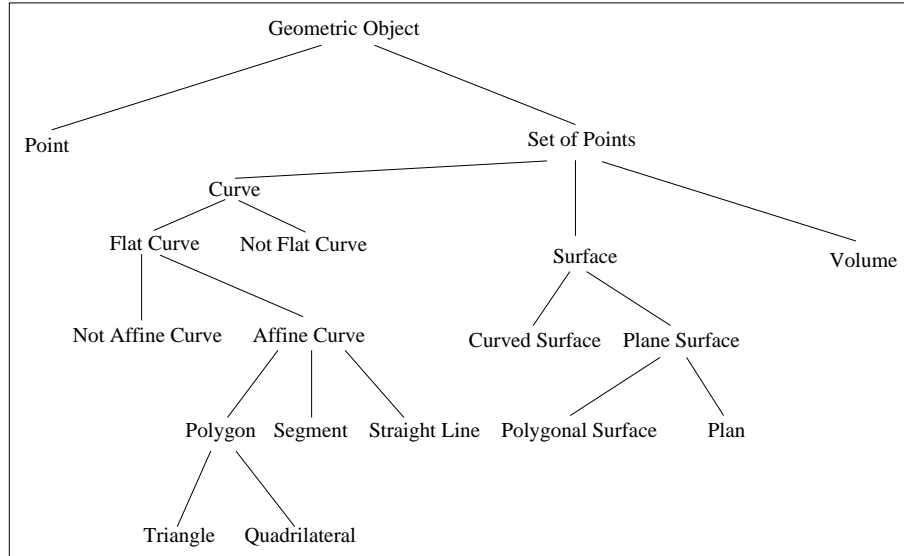 Geometric Object
Point
Set of Points
Curve
Flat Curve
Not Flat Curve
Surface
Volume
Not Affine Curve
Affine Curve
Curved Surface
Plane Surface
Polygon
Segment
Straight Line
Polygonal Surface
Plan
Triangle
Quadrilateral